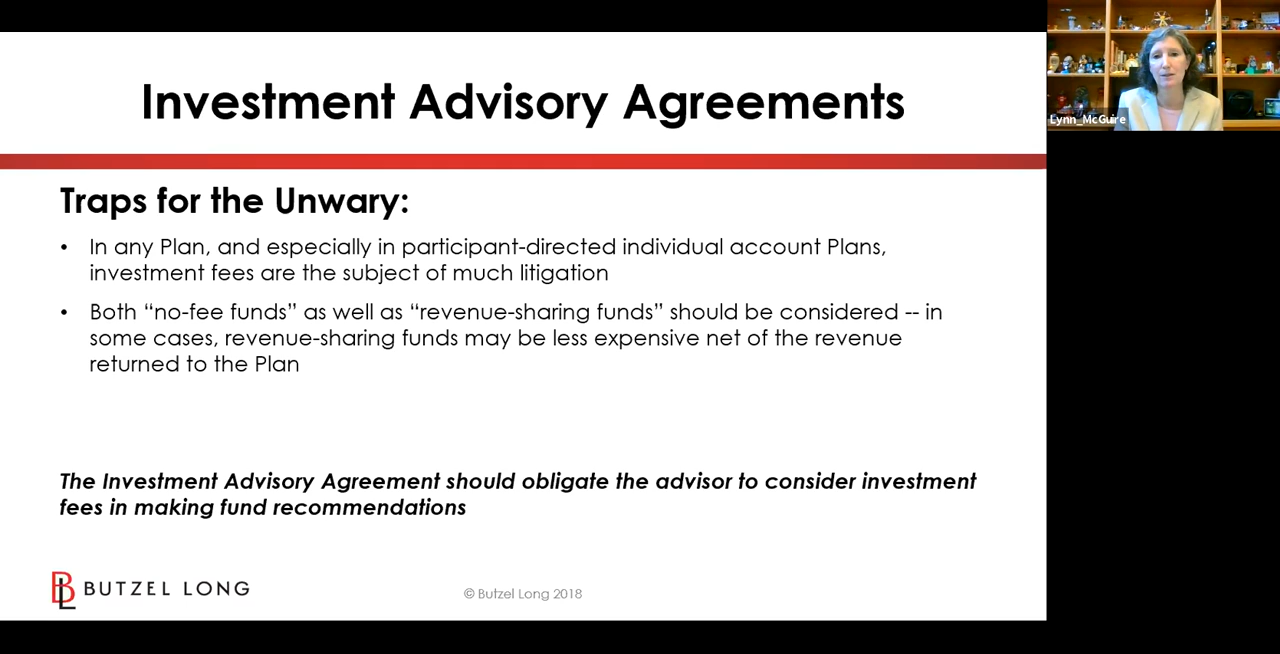 Investment Advisory Agreements
Lynn_McGuire
Traps for the Unwary:
• In any Plan, and especially in participant-directed individual account Plans,
investment fees are the subject of much litigation
• Both “no-fee funds” as well as “revenue-sharing funds” should be considered -- in
some cases, revenue-sharing funds may be less expensive net of the revenue
returned to the Plan
The Investment Advisory Agreement should obligate the advisor to consider investment
fees in making fund recommendations
BL BUTZEL LONG
© Butzel Long 2018